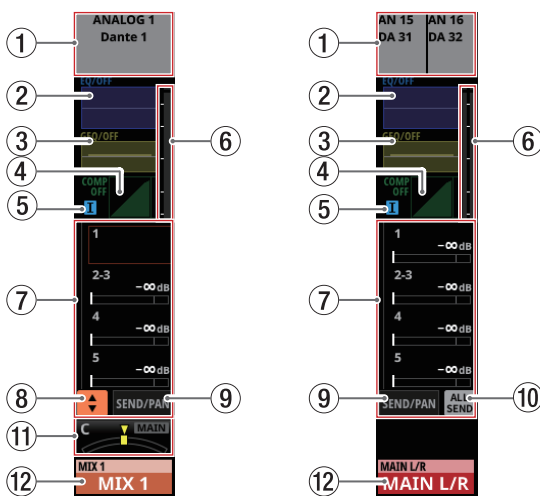 ANALOG 1
Dante 1
1
EQ/OFF
2
GEQ/OFF
3
6
4
COMP
OFF
5
I
1
2-3
-∞dB
7
4
-∞dB
5
-∞dB
8
SEND/PAN
9
C
MAIN
11
MIX 1
12
MIX 1
AN 15
AN 16
DA 31
DA 32
1
EQ/OFF
2
GEQ/OFF
3
6
4
COMP
OFF
5
I
1
-∞dB
2-3
-∞dB
7
4
-∞dB
5
-∞dB
9
SEND/PAN
ALL
SEND
10
MAIN L/R
12
MAIN L/R